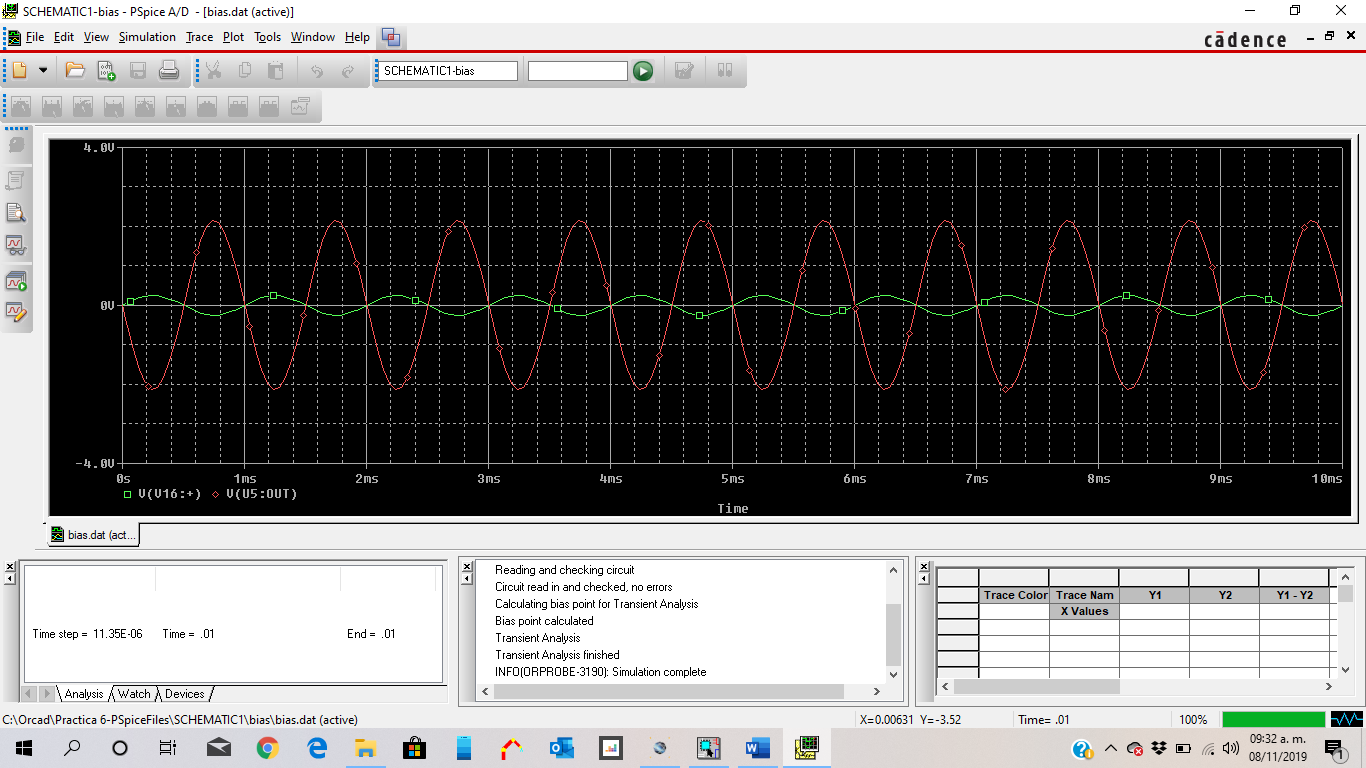 SCHEMATIC1-bias - PSpice A/D - [bias.dat (active)]
File Edit View Simulation Trace Plot Tools Window Help
cādence
SCHEMATIC1-bias
4.0V
0V
-4.0V
0s 1ms 2ms 3ms 4ms 5ms 6ms 7ms 8ms 9ms 10ms
V(V16:+) V(U5:OUT)
Time
bias.dat (act...
Time step = 11.35E-06 Time = .01 End = .01
Analysis Watch Devices
Reading and checking circuit
Circuit read in and checked, no errors
Calculating bias point for Transient Analysis
Bias point calculated
Transient Analysis
Transient Analysis finished
INFO(ORPROBE-3190): Simulation complete
Trace Color Trace Nam Y1 Y2 Y1 - Y2
X Values
C:\Orcad\Practica 6-PSpiceFiles\SCHEMATIC1\bias\bias.dat (active)
X=0.00631 Y=-3.52 Time= .01 100%
09:32 a. m.
08/11/2019
1